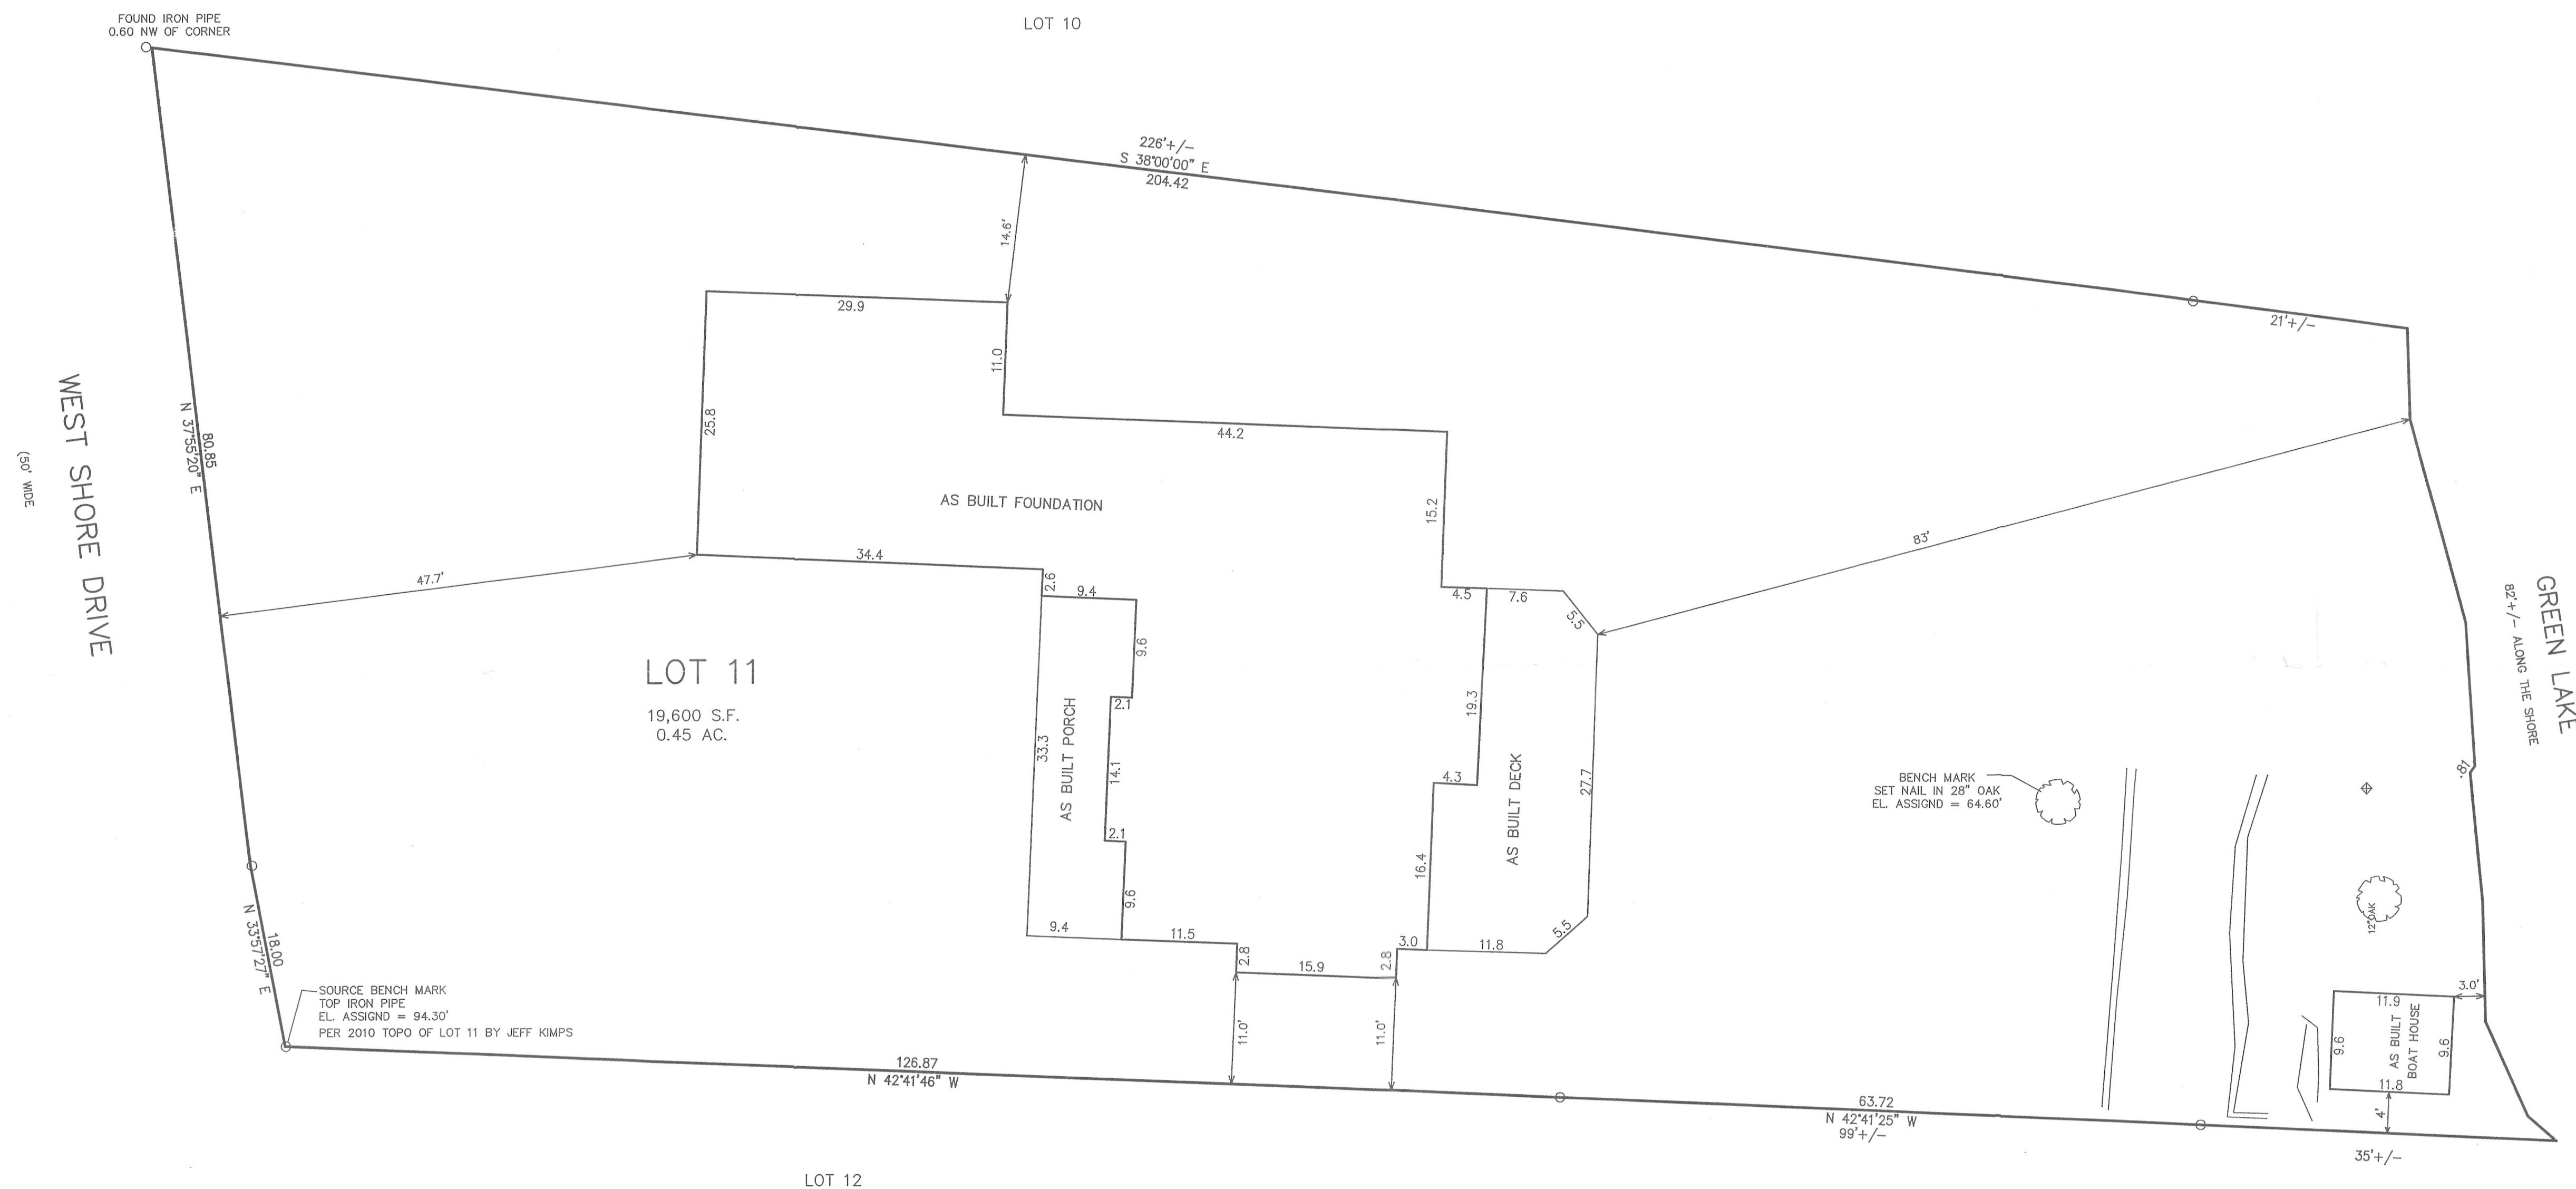 FOUND IRON PIPE
0.60 NW OF CORNER
LOT 10
226'+/-
S 38°00'00" E
204.42
21'+/-
14.6'
29.9
11.0
25.8
44.2
AS BUILT FOUNDATION
15.2
34.4
2.6
9.4
4.5
7.6
5.5
83'
47.7'
WEST SHORE DRIVE
(50' WIDE
80.85
N 37°55'20" E
GREEN LAKE
82'+/- ALONG THE SHORE
LOT 11
19,600 S.F.
0.45 AC.
9.6
2.1
33.3
AS BUILT PORCH
14.1
2.1
9.6
19.3
4.3
AS BUILT DECK
27.7
16.4
BENCH MARK
SET NAIL IN 28" OAK
EL. ASSIGND = 64.60'
.81
12"OAK
9.4
11.5
2.8
15.9
2.8
3.0
11.8
5.5
11.0'
11.0'
18.00
N 33°57'27" E
SOURCE BENCH MARK
TOP IRON PIPE
EL. ASSIGND = 94.30'
PER 2010 TOPO OF LOT 11 BY JEFF KIMPS
3.0'
11.9
9.6
AS BUILT
BOAT HOUSE
9.6
11.8
4'
126.87
N 42°41'46" W
63.72
N 42°41'25" W
99'+/-
35'+/-
LOT 12